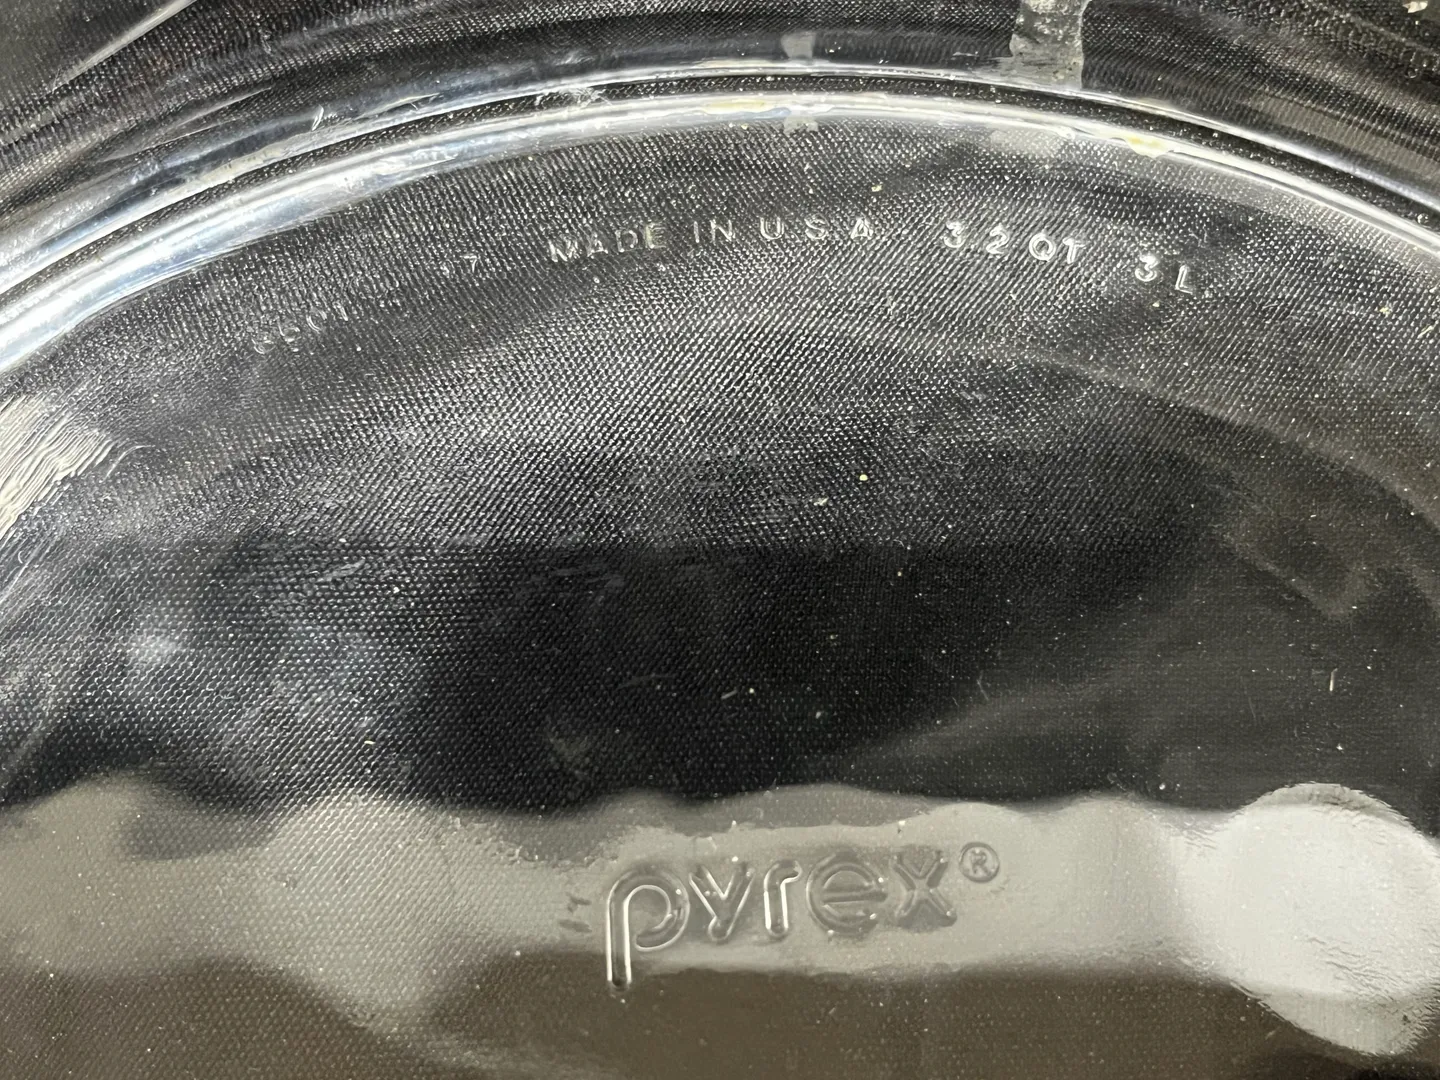 MADE IN U.S.A. 3.2 QT 3 L
pyrex®